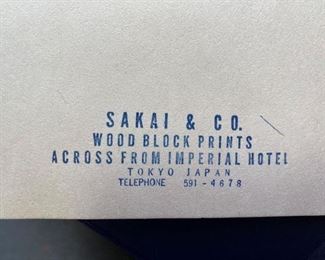 SAKAI & CO.
WOOD BLOCK PRINTS
ACROSS FROM IMPERIAL HOTEL
TOKYO JAPAN
TELEPHONE 591-4678